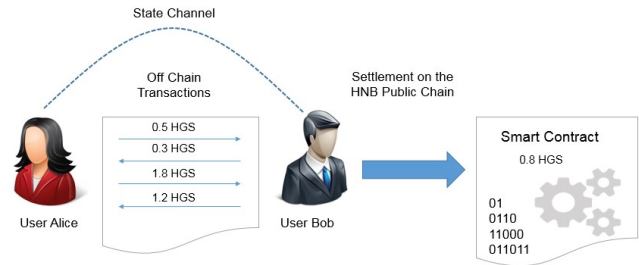 State Channel
Off Chain
Transactions
0.5 HGS
0.3 HGS
1.8 HGS
1.2 HGS
User Alice
User Bob
Settlement on the
HNB Public Chain
Smart Contract
0.8 HGS
01
0110
11000
011011